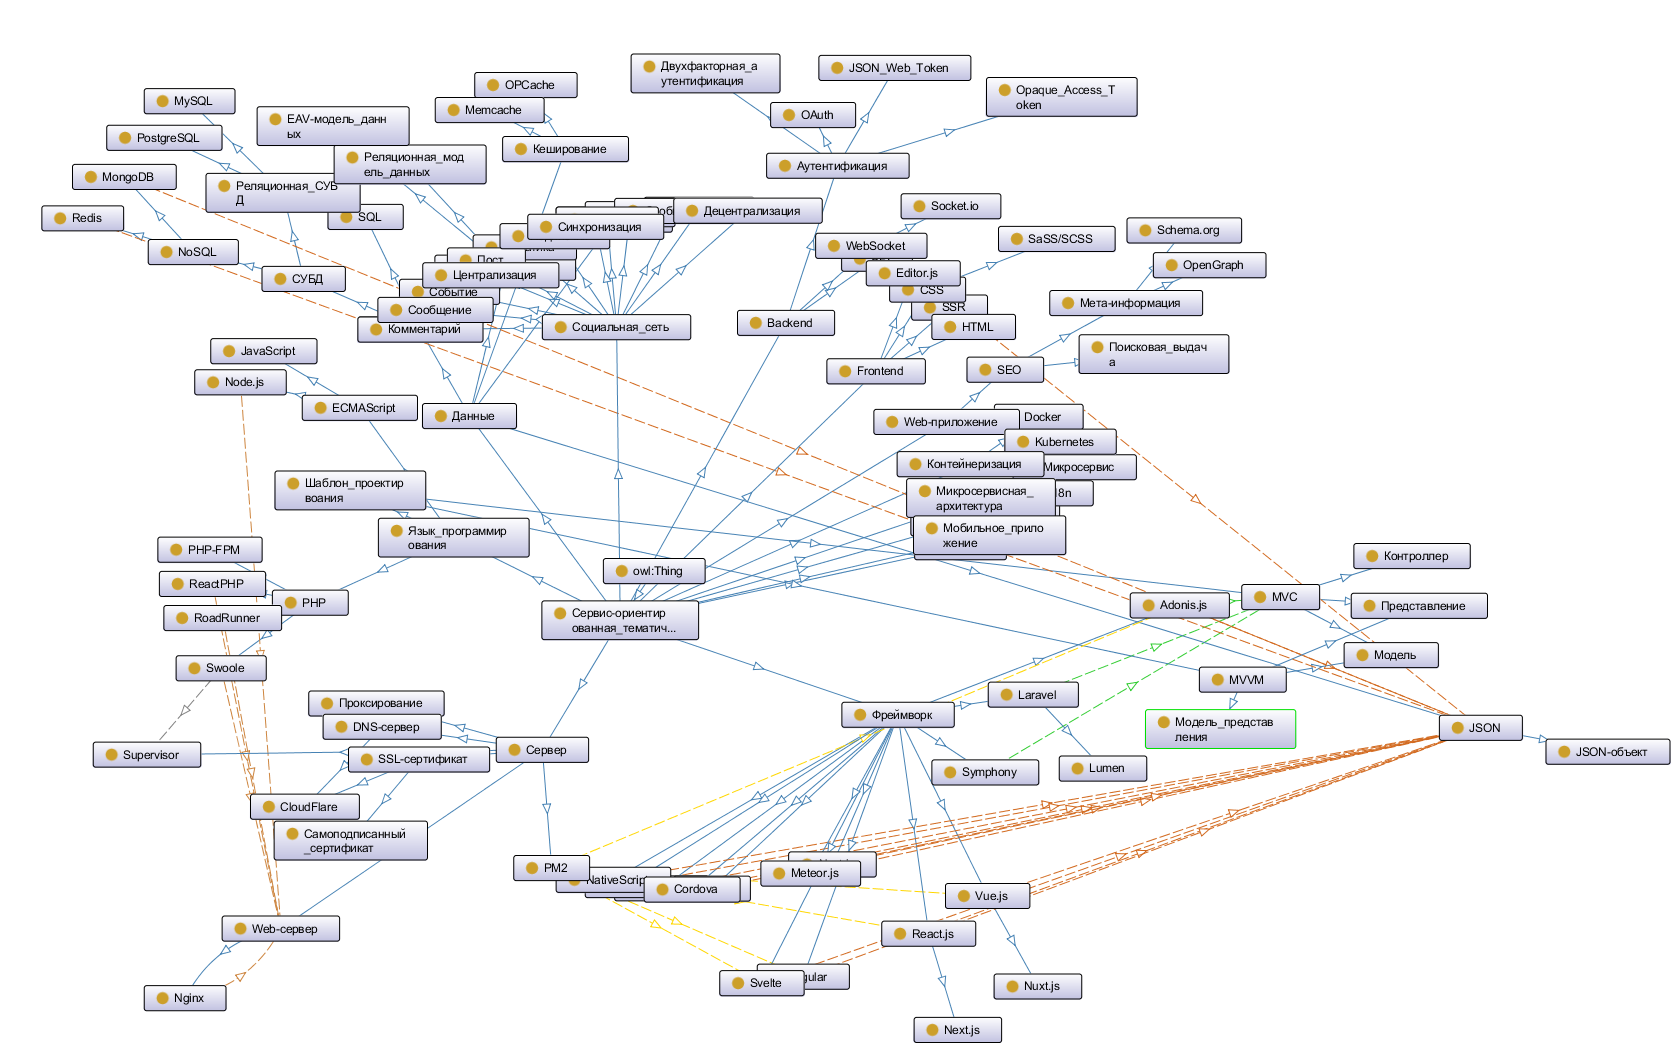 Двухфакторная_а
утентификация
JSON_Web_Token
OPCache
Opaque_Access_T
oken
MySQL
Memcache
OAuth
EAV-модель_данн
ых
PostgreSQL
Кеширование
Реляционная_мод
ель_данных
Аутентификация
MongoDB
Реляционная_СУБ
Д
Redis
SQL
Децентрализация
Socket.io
Синхронизация
Schema.org
SaSS/SCSS
WebSocket
NoSQL
Пост
OpenGraph
СУБД
Централизация
Editor.js
CSS
Событие
Мета-информация
Сообщение
SSR
Комментарий
Социальная_сеть
Backend
HTML
JavaScript
Поисковая_выдач
а
Node.js
Frontend
SEO
ECMAScript
Данные
Web-приложение
Docker
Kubernetes
Контейнеризация
Микросервис
Шаблон_проектир
воания
Микросервисная_
архитектура
Язык_программир
ования
Мобильное_прило
жение
PHP-FPM
Контроллер
owl:Thing
ReactPHP
PHP
MVC
Adonis.js
Представление
RoadRunner
Сервис-ориентир
ованная_тематич...
Модель
Swoole
MVVM
Laravel
Проксирование
Фреймворк
DNS-сервер
Модель_представ
ления
JSON
Supervisor
SSL-сертификат
Сервер
JSON-объект
Symphony
Lumen
CloudFlare
Самоподписанный
_сертификат
PM2
NativeScrip
Cordova
Meteor.js
Vue.js
Web-сервер
React.js
Svelte
gular
Nuxt.js
Nginx
Next.js